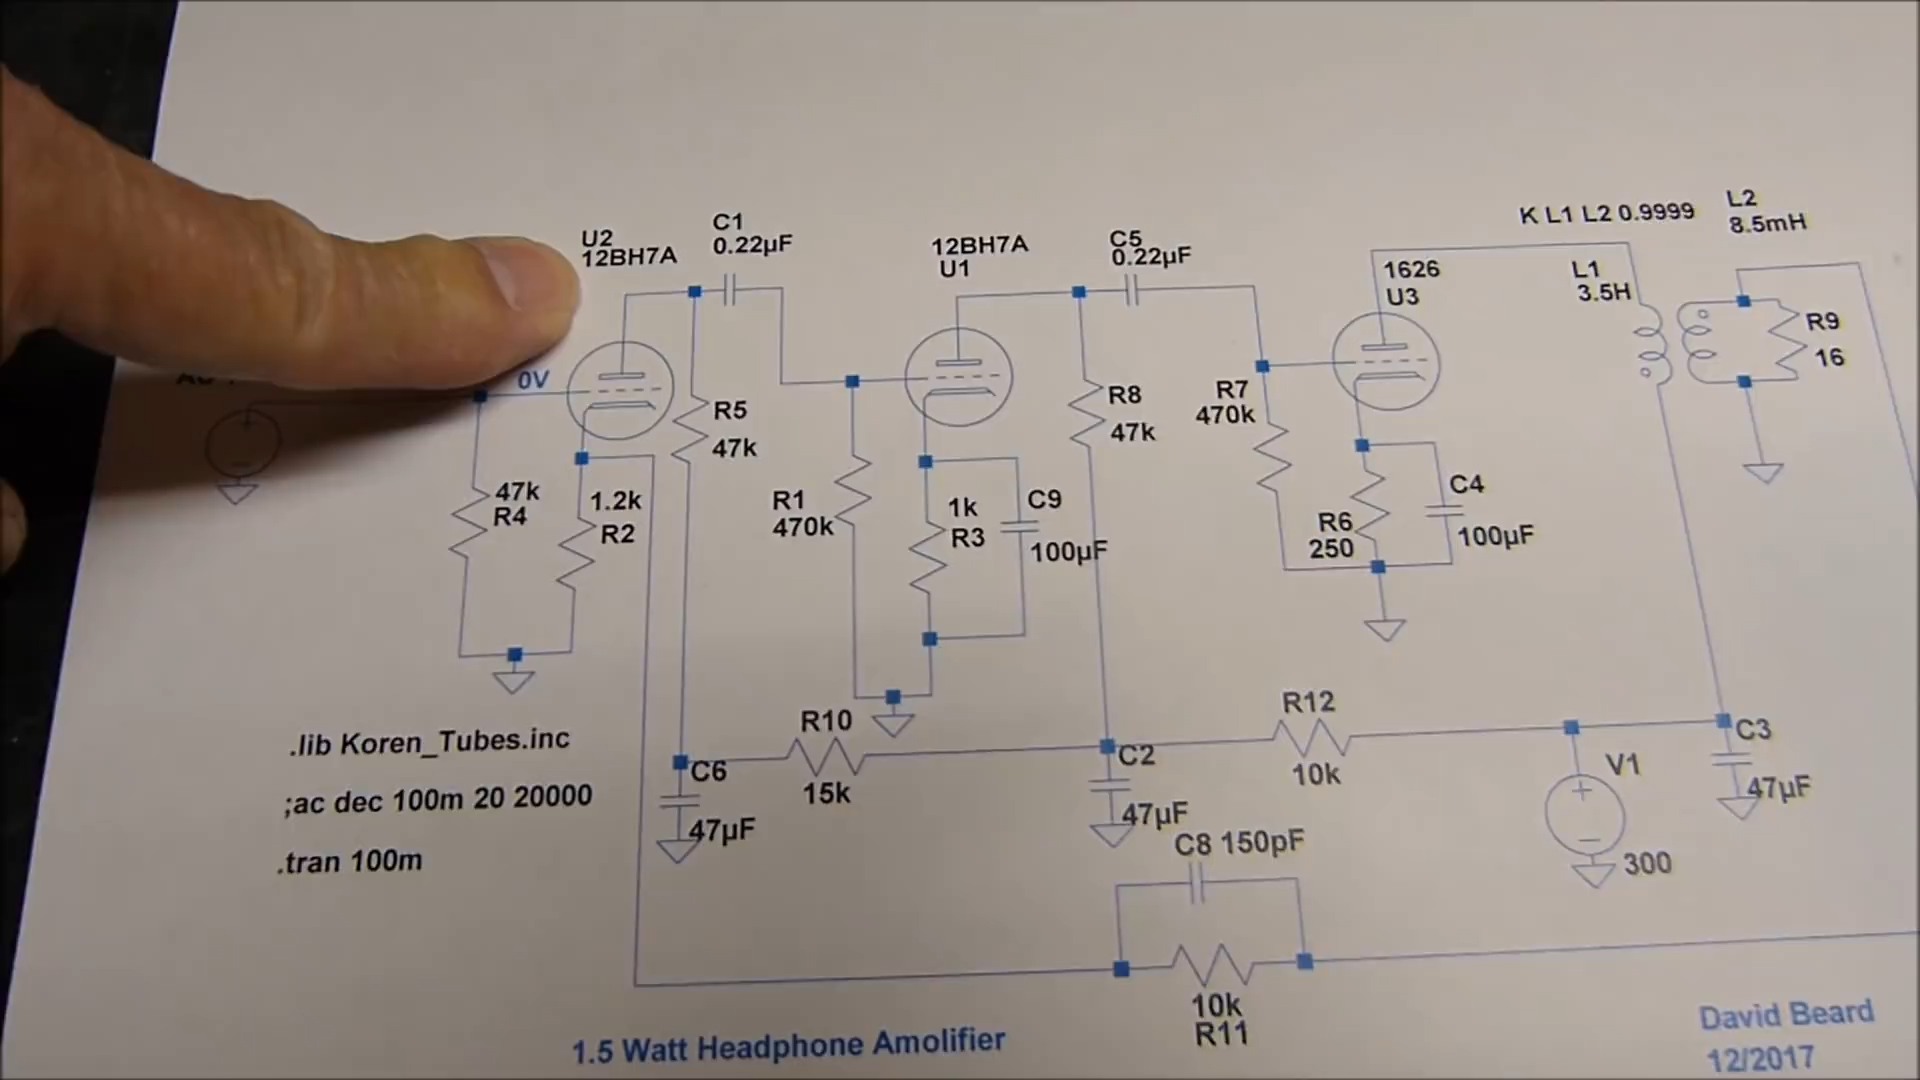 K L1 L2 0.9999
L2
8.5mH
U2
12BH7A
C1
0.22µF
12BH7A
U1
C5
0.22µF
1626
U3
L1
3.5H
R9
16
0V
R5
47k
R8
47k
R7
470k
47k
R4
1.2k
R2
R1
470k
1k
R3
C9
100µF
R6
250
C4
100µF
.lib Koren_Tubes.inc
;ac dec 100m 20 20000
.tran 100m
R10
15k
C6
47µF
R12
10k
C2
47µF
C3
47µF
V1
300
C8 150pF
10k
R11
1.5 Watt Headphone Amolifier
David Beard
12/2017